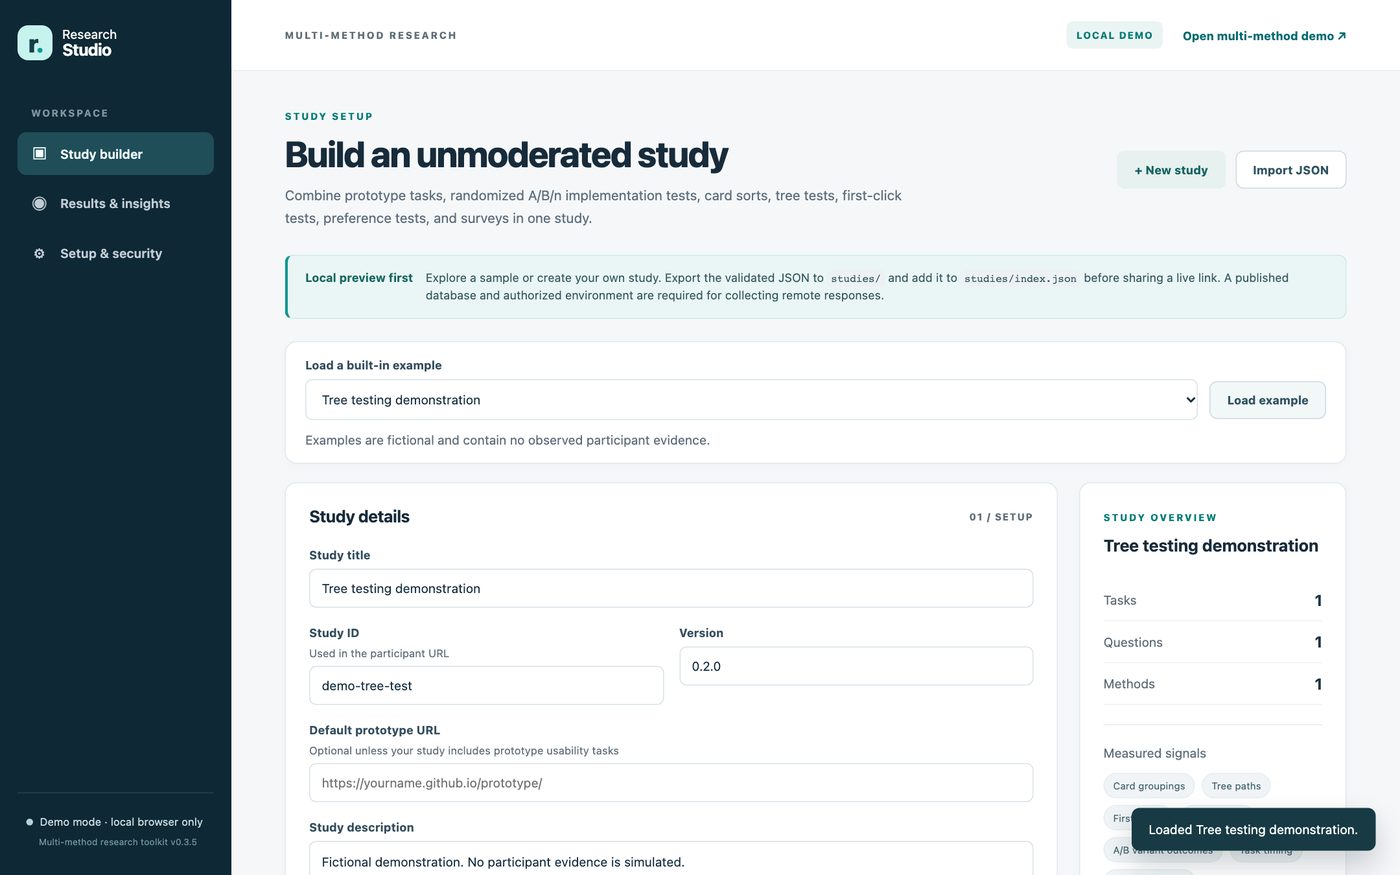 r.
Research
Studio
WORKSPACE
Study builder
Results & insights
Setup & security
Demo mode · local browser only
Multi-method research toolkit v0.3.5
MULTI-METHOD RESEARCH
LOCAL DEMO
Open multi-method demo ↗
STUDY SETUP
Build an unmoderated study
Combine prototype tasks, randomized A/B/n implementation tests, card sorts, tree tests, first-click
tests, preference tests, and surveys in one study.
+ New study
Import JSON
Local preview first
Explore a sample or create your own study. Export the validated JSON to studies/ and add it to studies/index.json before sharing a live link. A published
database and authorized environment are required for collecting remote responses.
Load a built-in example
Tree testing demonstration
Load example
Examples are fictional and contain no observed participant evidence.
Study details
01 / SETUP
Study title
Tree testing demonstration
Study ID
Used in the participant URL
demo-tree-test
Version
0.2.0
Default prototype URL
Optional unless your study includes prototype usability tasks
https://yourname.github.io/prototype/
Study description
Fictional demonstration. No participant evidence is simulated.
STUDY OVERVIEW
Tree testing demonstration
Tasks 1
Questions 1
Methods 1
Measured signals
Card groupings
Tree paths
A/B variant outcomes
Task timing
Loaded Tree testing demonstration.